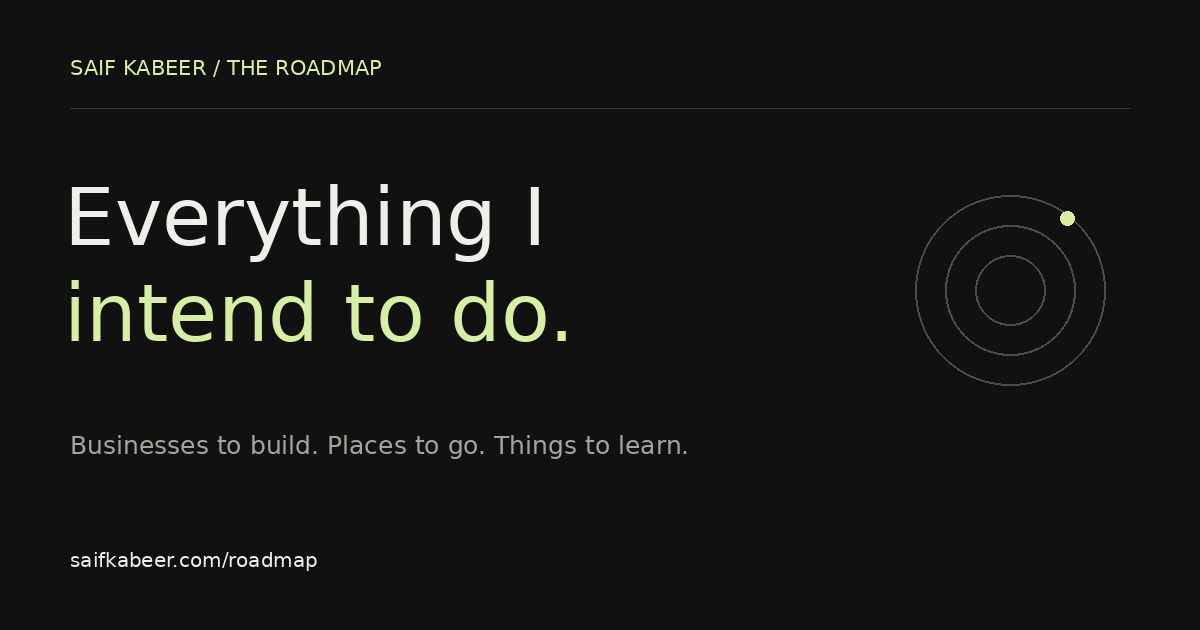 SAIF KABEER / THE ROADMAP
Everything I
intend to do.
Businesses to build. Places to go. Things to learn.
saifkabeer.com/roadmap